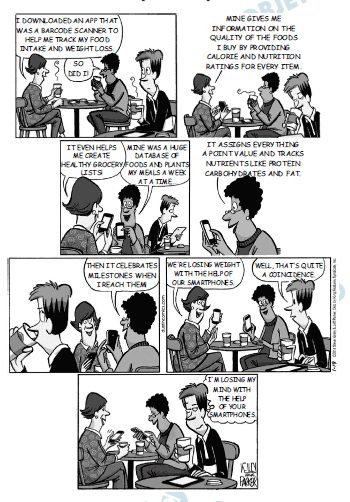 I DOWNLOADED AN APP THAT
WAS A BARCODE SCANNER TO
HELP ME TRACK MY FOOD
INTAKE AND WEIGHT LOSS.
SO
DID I!
MINE GIVES ME
INFORMATION ON THE
QUALITY OF THE FOODS
I BUY BY PROVIDING
CALORIE AND NUTRITION
RATINGS FOR EVERY ITEM.
IT EVEN HELPS
ME CREATE
HEALTHY GROCERY
LISTS!
MINE WAS A HUGE
DATABASE OF
FOODS AND PLANTS
MY MEALS A WEEK
AT A TIME.
IT ASSIGNS EVERYTHING
A POINT VALUE AND TRACKS
NUTRIENTS LIKE PROTEIN
CARBOHYDRATES AND FAT.
THEN IT CELEBRATES
MILESTONES WHEN
I REACH THEM!
WE'RE LOSING WEIGHT
WITH THE HELP OF
OUR SMARTPHONES.
WELL, THAT'S QUITE
A COINCIDENCE.
I'M LOSING MY
MIND WITH
THE HELP
OF YOUR
SMARTPHONES.
KELLY
PARKER